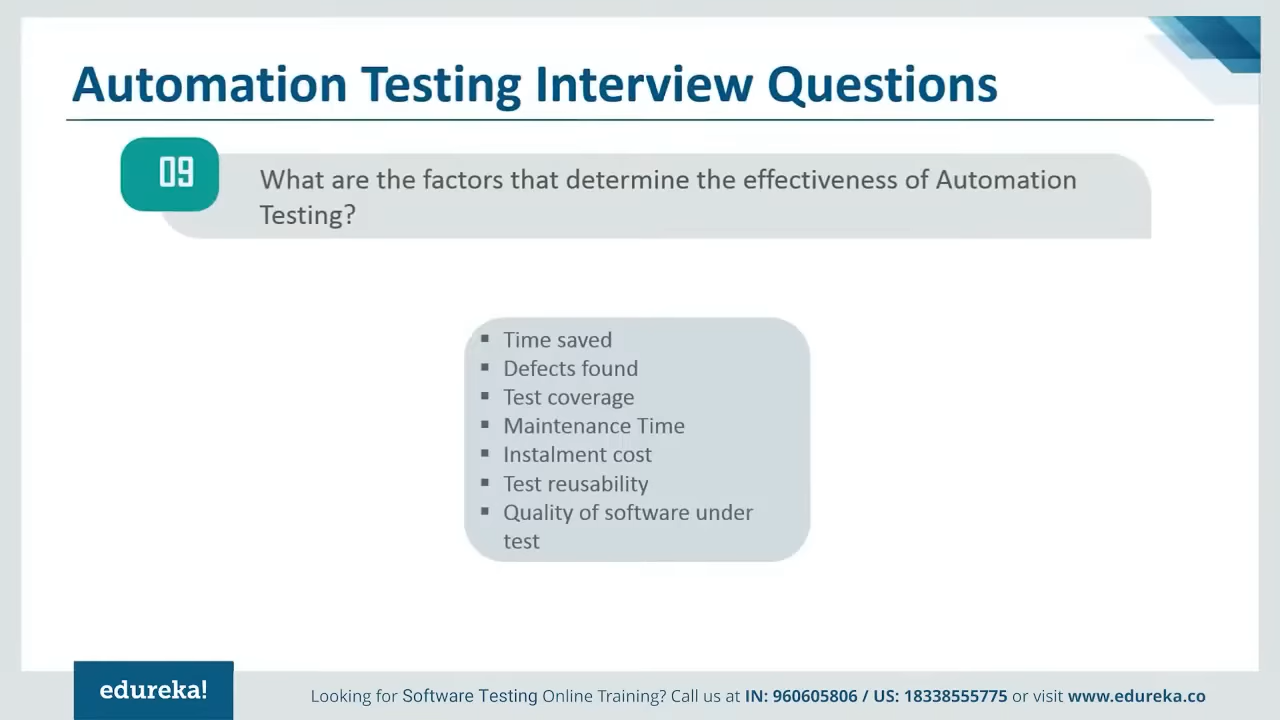 Automation Testing Interview Questions
09
What are the factors that determine the effectiveness of Automation
Testing?
▪ Time saved
▪ Defects found
▪ Test coverage
▪ Maintenance Time
▪ Instalment cost
▪ Test reusability
▪ Quality of software under
test
edureka!
Looking for Software Testing Online Training? Call us at IN: 960605806 / US: 18338555775 or visit www.edureka.co